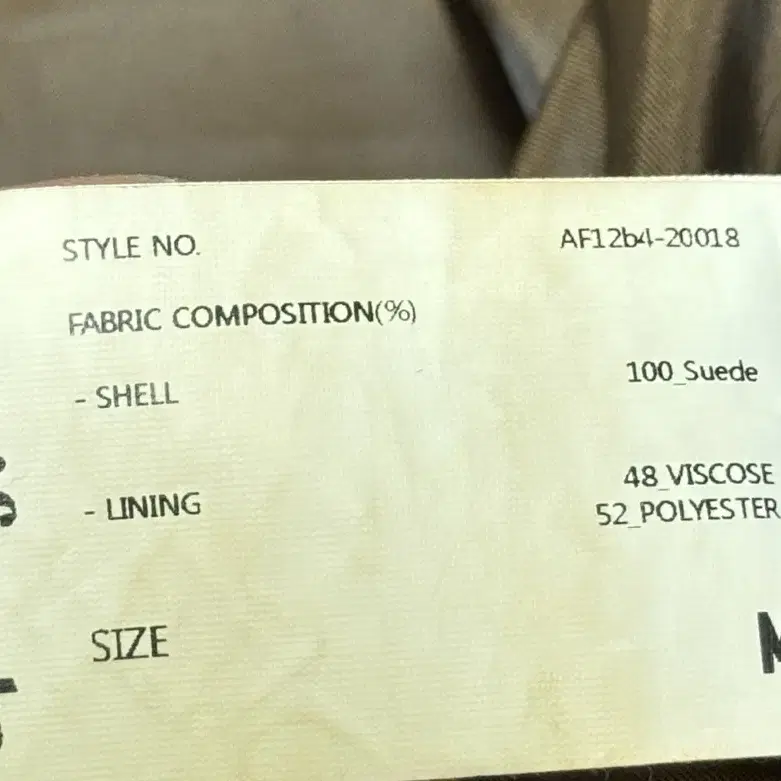 STYLE NO. AF12b4-20018
FABRIC COMPOSITION(%)
- SHELL 100_Suede
- LINING 48_VISCOSE
52_POLYESTER
SIZE